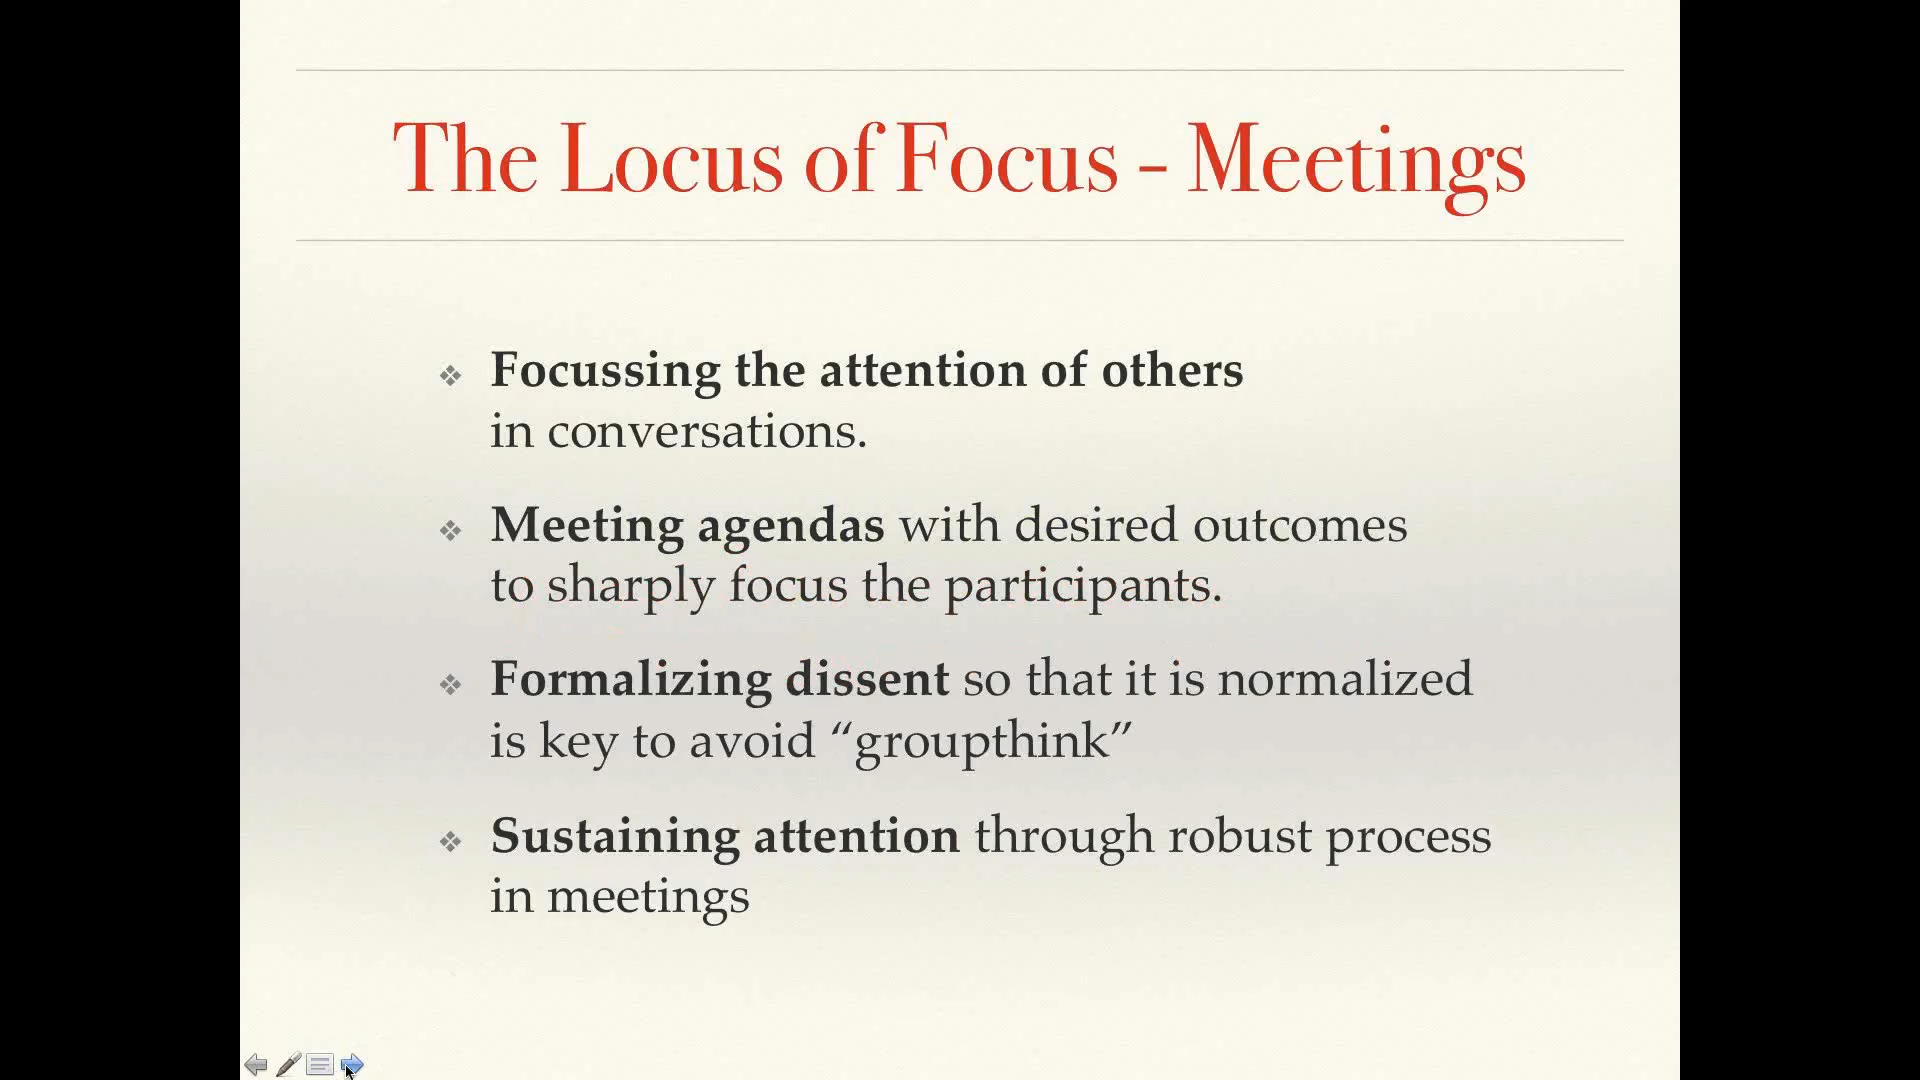 The Locus of Focus - Meetings
Focussing the attention of others
in conversations.
Meeting agendas with desired outcomes
to sharply focus the participants.
Formalizing dissent so that it is normalized
is key to avoid “groupthink”
Sustaining attention through robust process
in meetings